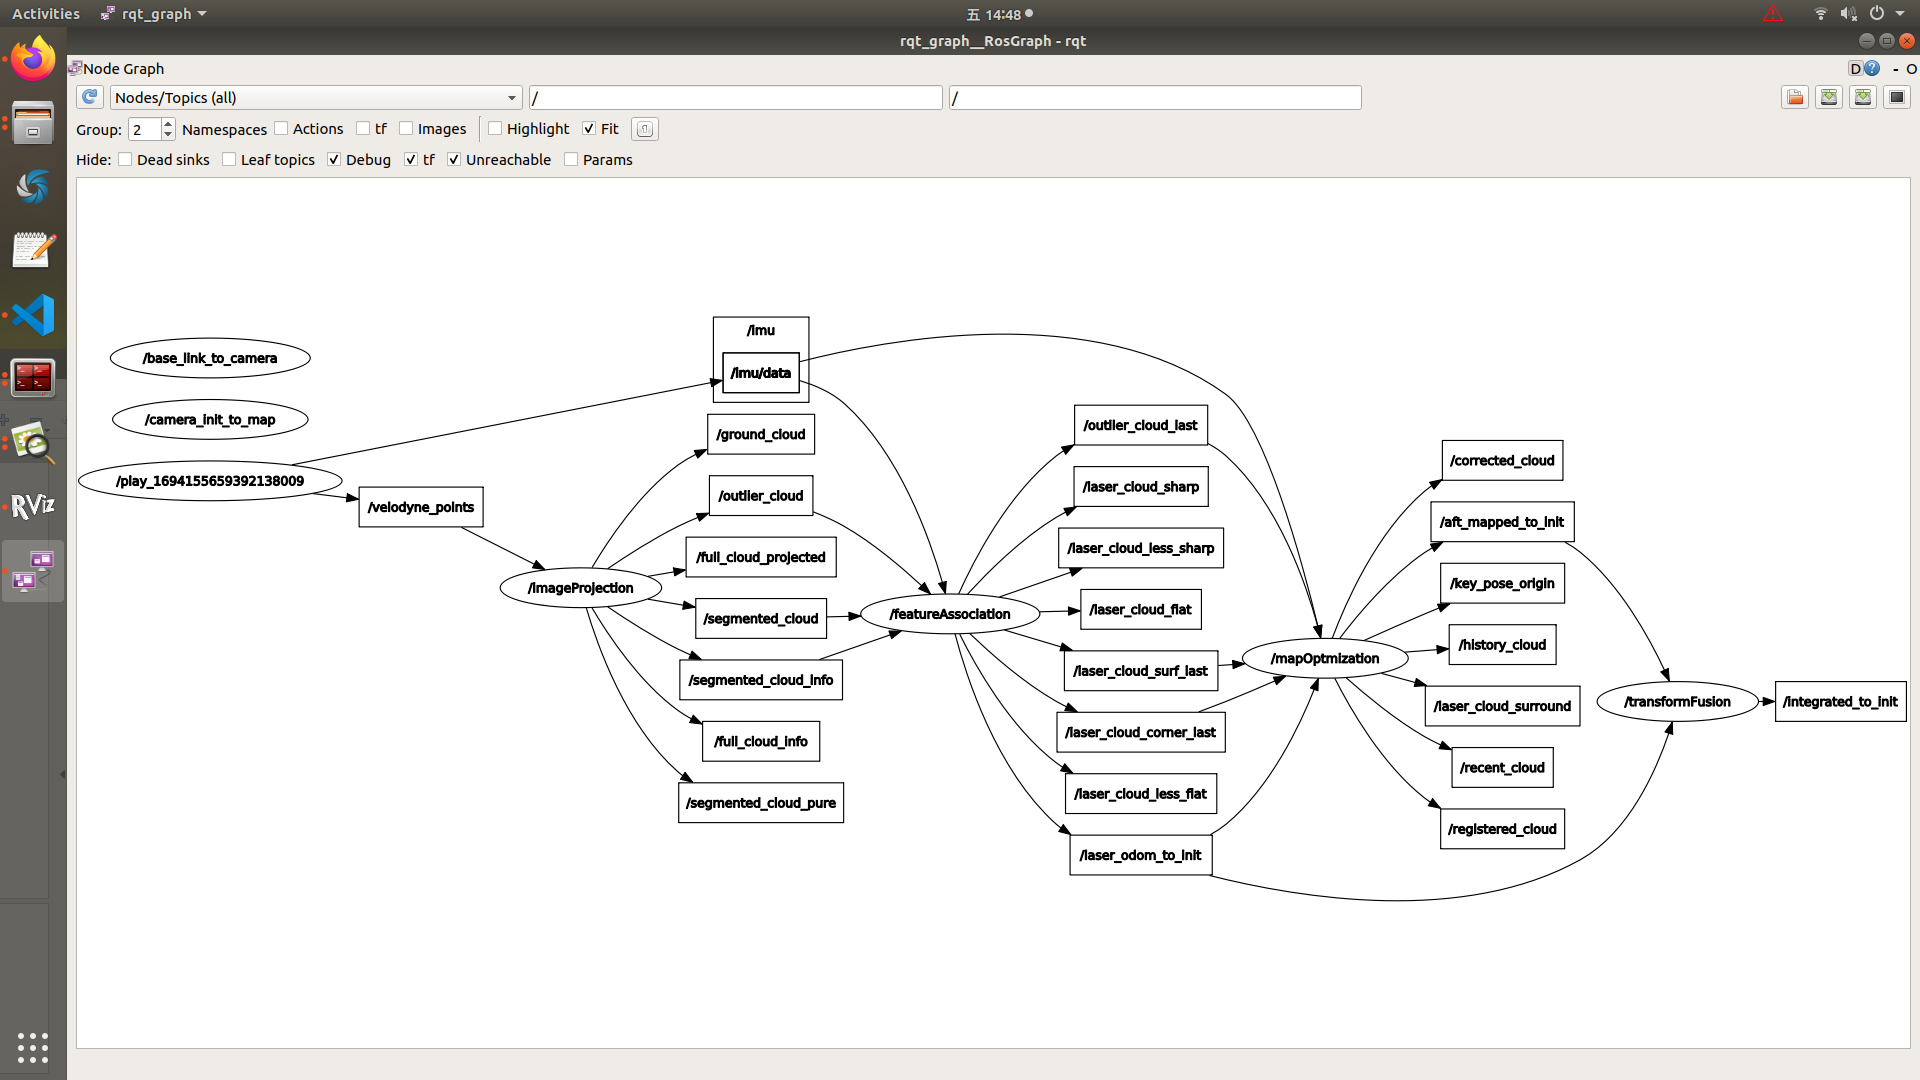 Activities rqt_graph 五 14:48
rqt_graph__RosGraph - rqt
Node Graph D ? - O
Nodes/Topics (all) / /
Group: 2 Namespaces Actions tf Images Highlight Fit
Hide: Dead sinks Leaf topics Debug tf Unreachable Params
/base_link_to_camera
/camera_init_to_map
/play_1694155659392138009
/velodyne_points
/imageProjection
/imu
/imu/data
/ground_cloud
/outlier_cloud
/full_cloud_projected
/segmented_cloud
/segmented_cloud_info
/full_cloud_info
/segmented_cloud_pure
/featureAssociation
/outlier_cloud_last
/laser_cloud_sharp
/laser_cloud_less_sharp
/laser_cloud_flat
/laser_cloud_surf_last
/laser_cloud_corner_last
/laser_cloud_less_flat
/laser_odom_to_init
/mapOptmization
/corrected_cloud
/aft_mapped_to_init
/key_pose_origin
/history_cloud
/laser_cloud_surround
/recent_cloud
/registered_cloud
/transformFusion
/integrated_to_init
RViz